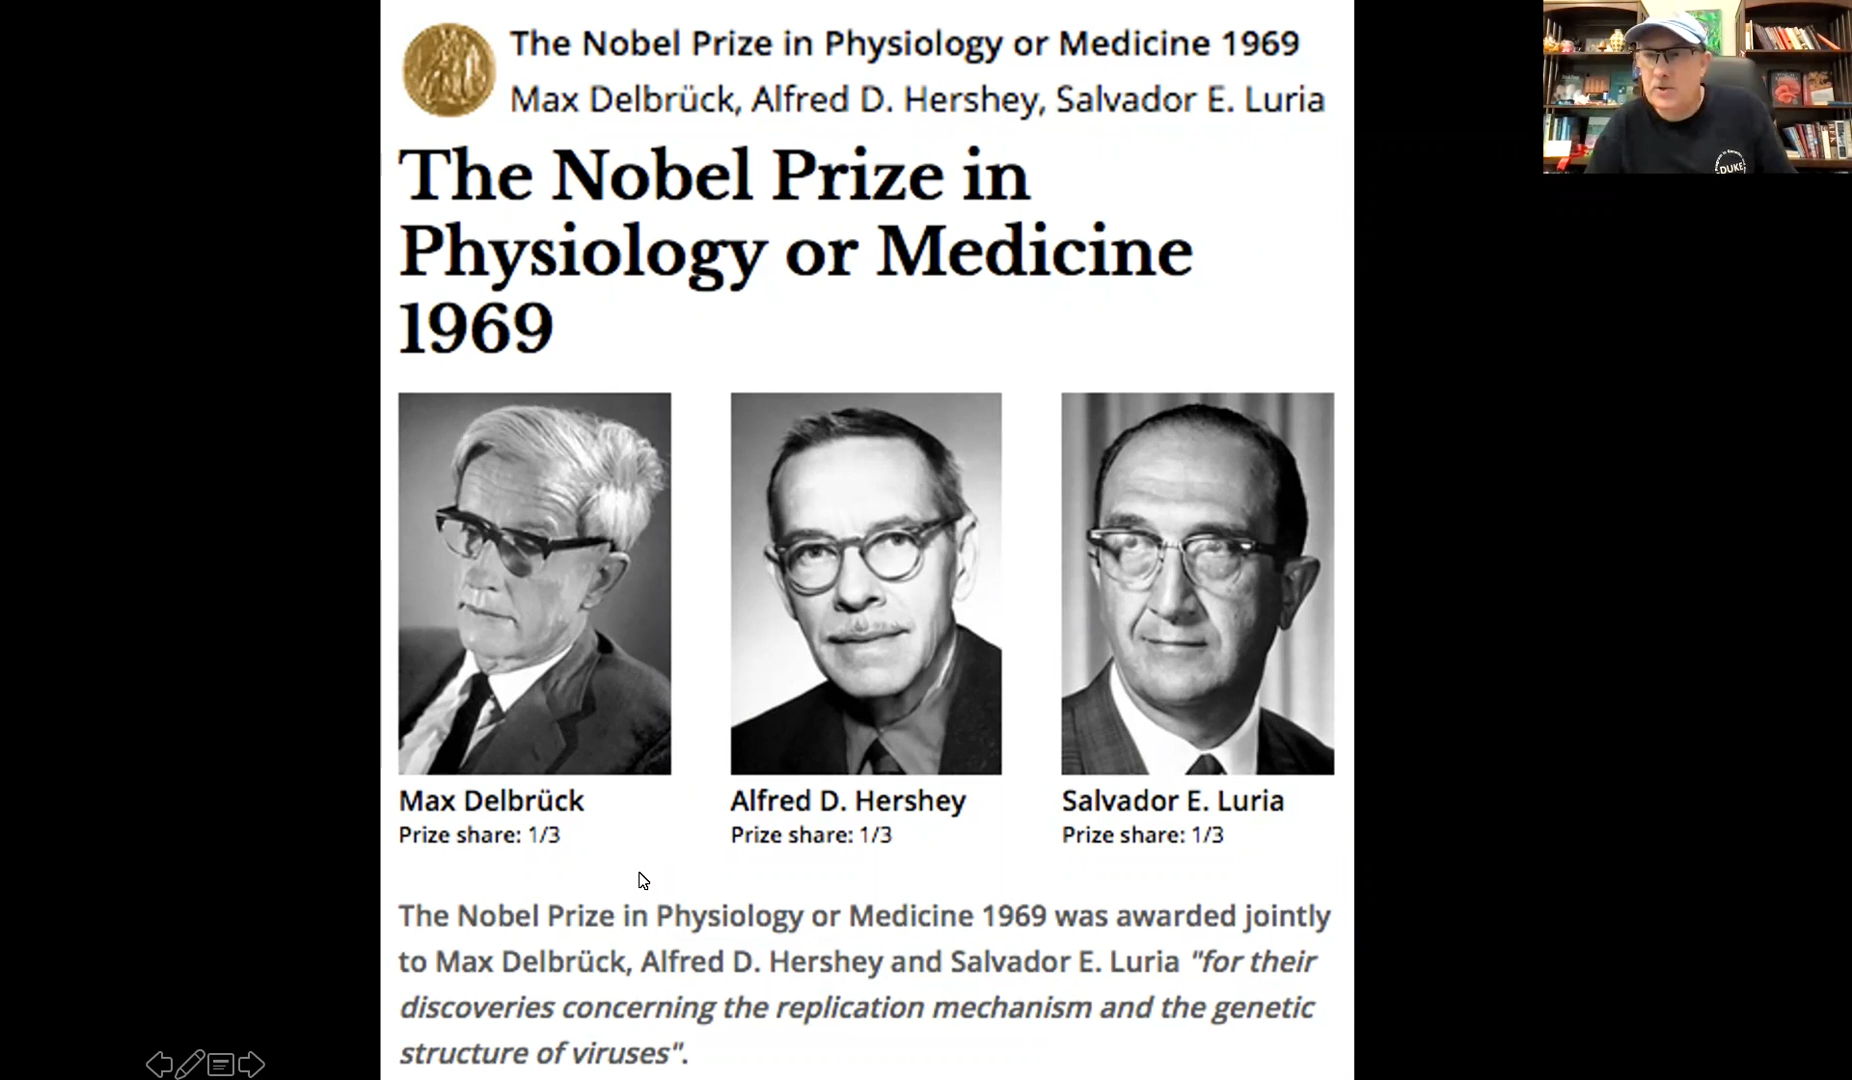 The Nobel Prize in Physiology or Medicine 1969
Max Delbrück, Alfred D. Hershey, Salvador E. Luria
The Nobel Prize in
Physiology or Medicine
1969
Max Delbrück
Prize share: 1/3
Alfred D. Hershey
Prize share: 1/3
Salvador E. Luria
Prize share: 1/3
The Nobel Prize in Physiology or Medicine 1969 was awarded jointly
to Max Delbrück, Alfred D. Hershey and Salvador E. Luria "for their
discoveries concerning the replication mechanism and the genetic
structure of viruses".
DUKE